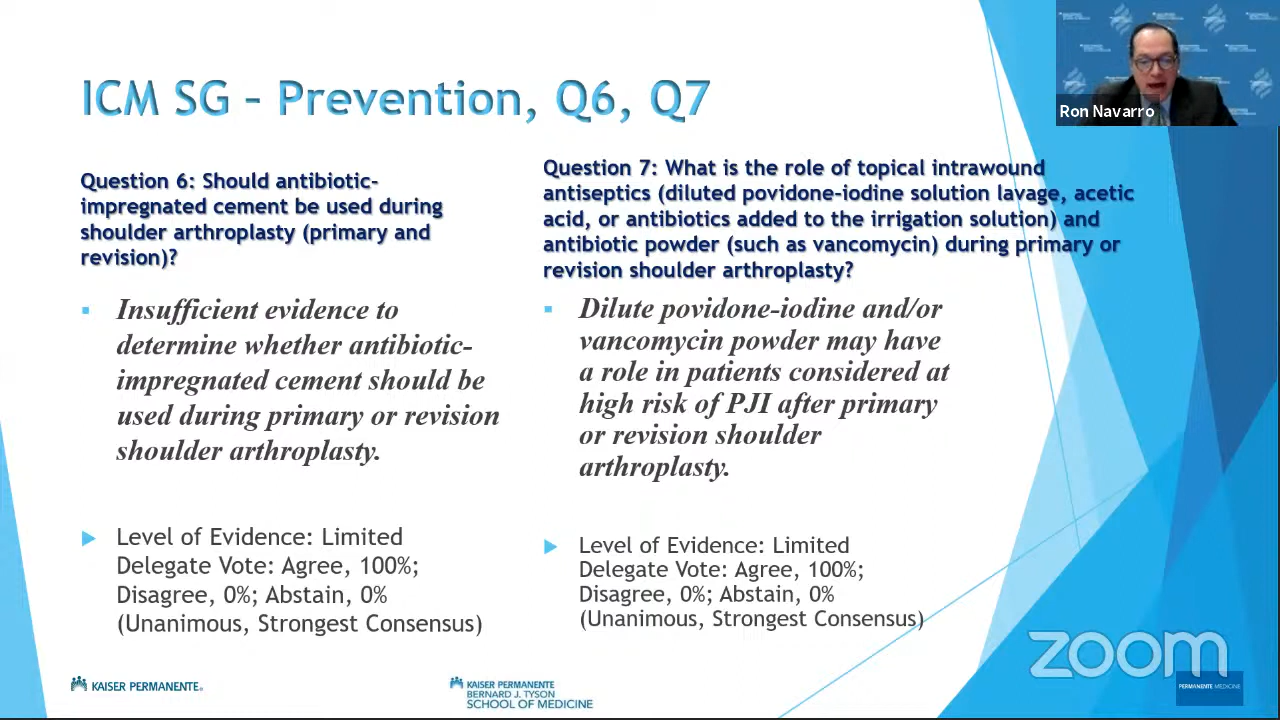 ICM SG – Prevention, Q6, Q7
Ron Navarro
Question 6: Should antibiotic-
impregnated cement be used during
shoulder arthroplasty (primary and
revision)?
▪ Insufficient evidence to
determine whether antibiotic-
impregnated cement should be
used during primary or revision
shoulder arthroplasty.
Level of Evidence: Limited
Delegate Vote: Agree, 100%;
Disagree, 0%; Abstain, 0%
(Unanimous, Strongest Consensus)
Question 7: What is the role of topical intrawound
antiseptics (diluted povidone-iodine solution lavage, acetic
acid, or antibiotics added to the irrigation solution) and
antibiotic powder (such as vancomycin) during primary or
revision shoulder arthroplasty?
▪ Dilute povidone-iodine and/or
vancomycin powder may have
a role in patients considered at
high risk of PJI after primary
or revision shoulder
arthroplasty.
Level of Evidence: Limited
Delegate Vote: Agree, 100%;
Disagree, 0%; Abstain, 0%
(Unanimous, Strongest Consensus)
KAISER PERMANENTE®
KAISER PERMANENTE
BERNARD J. TYSON
SCHOOL OF MEDICINE
zoom
PERMANENTE MEDICINE